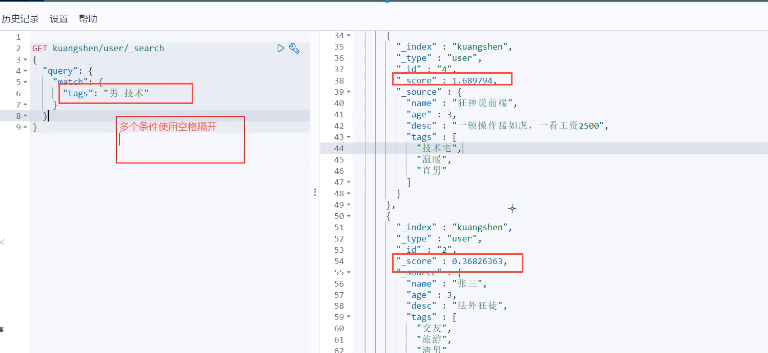 历史记录 设置 帮助
1
2 GET kuangshen/user/_search
3 {
4 "query": {
5 "match": {
6 "tags": "男 技术"
7 }
8 }
9 }
多个条件使用空格隔开
34 {
35 "_index" : "kuangshen",
36 "_type" : "user",
37 "_id" : "4",
38 "_score" : 1.689794,
39 "_source" : {
40 "name" : "狂神说前端",
41 "age" : 3,
42 "desc" : "一顿操作猛如虎，一看工资2500",
43 "tags" : [
44 "技术宅",
45 "温暖",
46 "直男"
47 ]
48 }
49 },
50 {
51 "_index" : "kuangshen",
52 "_type" : "user",
53 "_id" : "2",
54 "_score" : 0.36826363,
55 "_source" : {
56 "name" : "张三",
57 "age" : 3,
58 "desc" : "法外狂徒",
59 "tags" : [
60 "交友",
61 "旅游",
62 "渣男"